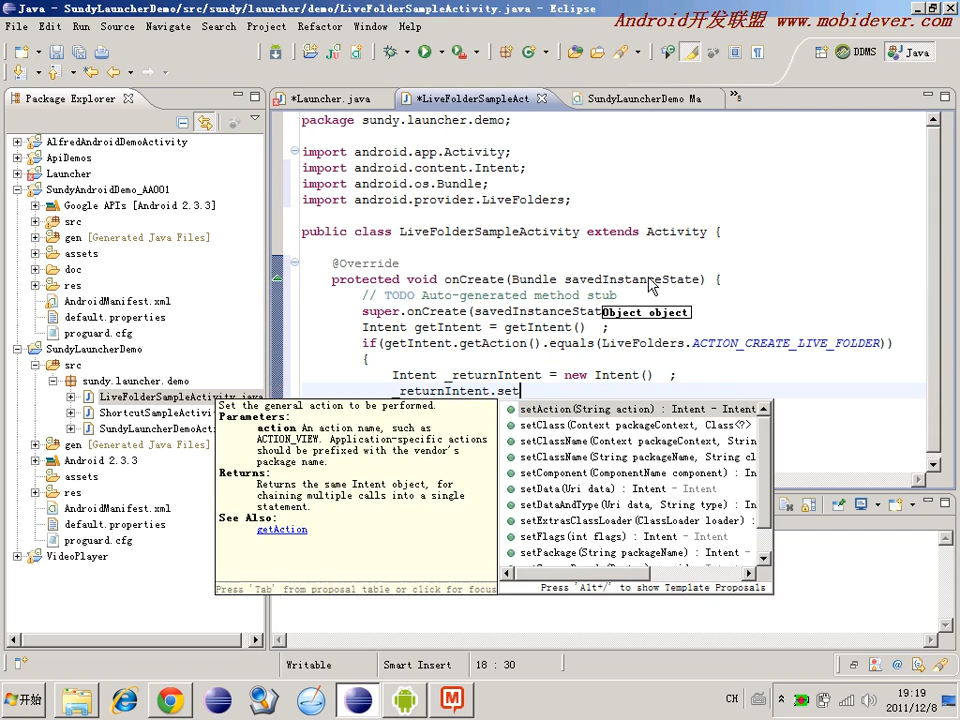 Java - SundyLauncherDemo/src/sundy/launcher/demo/LiveFolderSampleActivity.java - Eclipse
Android开发联盟 www.mobidever.com
File Edit Run Source Navigate Search Project Refactor Window Help
DDMS Java
Package Explorer
*Launcher.java *LiveFolderSampleAct SundyLauncherDemo Ma »5
AlfredAndroidDemoActivity
ApiDemos
Launcher
SundyAndroidDemo_AA001
Google APIs [Android 2.3.3]
src
gen [Generated Java Files]
assets
doc
res
AndroidManifest.xml
default.properties
proguard.cfg
SundyLauncherDemo
src
sundy.launcher.demo
LiveFolderSampleActivity.java
ShortcutSampleActivi
SundyLauncherDemoAct
gen [Generated Java Files]
Android 2.3.3
assets
res
AndroidManifest.xml
default.properties
proguard.cfg
VideoPlayer
package sundy.launcher.demo;
import android.app.Activity;
import android.content.Intent;
import android.os.Bundle;
import android.provider.LiveFolders;
public class LiveFolderSampleActivity extends Activity {
@Override
protected void onCreate(Bundle savedInstanceState) {
// TODO Auto-generated method stub
super.onCreate(savedInstanceStat
Object object
Intent getIntent = getIntent() ;
if(getIntent.getAction().equals(LiveFolders.ACTION_CREATE_LIVE_FOLDER))
{
Intent _returnIntent = new Intent() ;
_returnIntent.set
Set the general action to be performed.
Parameters:
action An action name, such as
ACTION_VIEW. Application-specific actions
should be prefixed with the vendor's
package name.
Returns:
Returns the same Intent object, for
chaining multiple calls into a single
statement.
See Also:
getAction
Press 'Tab' from proposal table or click for focus
setAction(String action) : Intent - Intent
setClass(Context packageContext, Class<?>
setClassName(Context packageContext, Strin
setClassName(String packageName, String cl
setComponent(ComponentName component) : In
setData(Uri data) : Intent - Intent
setDataAndType(Uri data, String type) : In
setExtrasClassLoader(ClassLoader loader) :
setFlags(int flags) : Intent - Intent
setPackage(String packageName) : Intent -
Press 'Alt+/' to show Template Proposals
Writable Smart Insert 18 : 30
开始
CH
19:19
2011/12/8